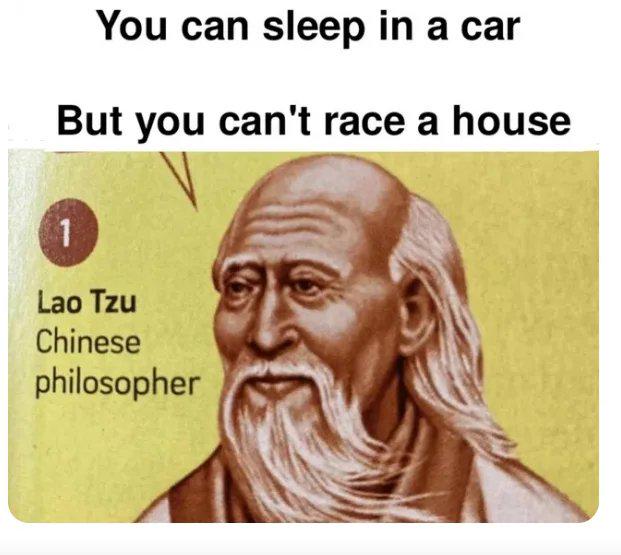 You can sleep in a car
But you can't race a house
1
Lao Tzu
Chinese
philosopher